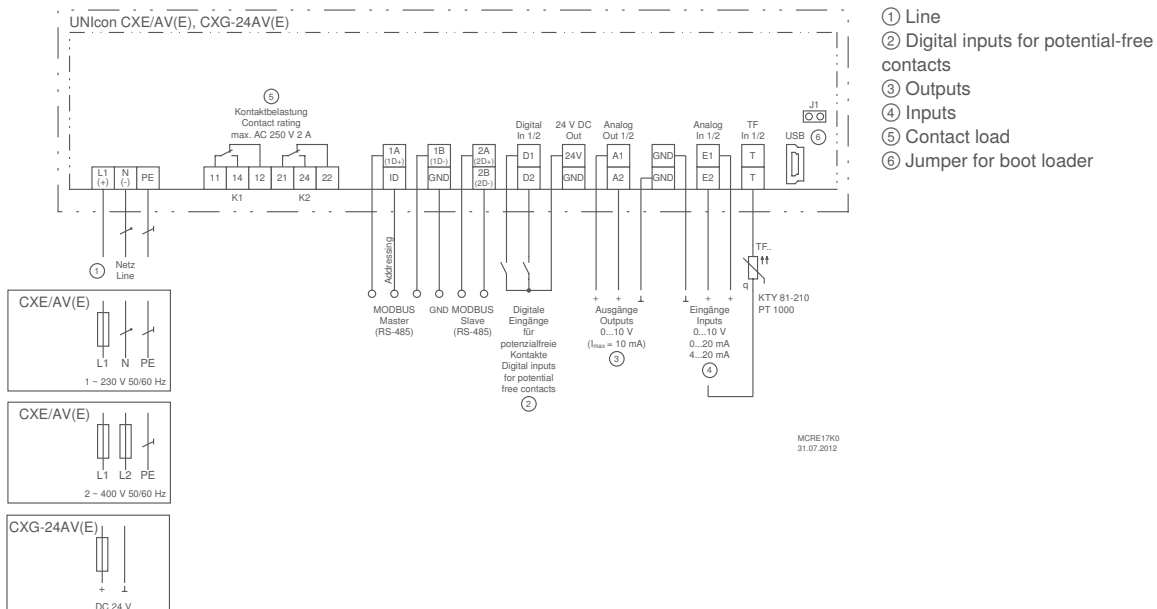 UNIcon CXE/AV(E), CXG-24AV(E)
① Line
② Digital inputs for potential-free
contacts
③ Outputs
④ Inputs
⑤ Contact load
⑥ Jumper for boot loader
⑤
Kontaktbelastung
Contact rating
max. AC 250 V 2 A
Digital
In 1/2
24 V DC
Out
Analog
Out 1/2
Analog
In 1/2
TF
In 1/2
USB
J1
⑥
L1
(+)
N
(-)
PE
11 14 12 21 24 22
K1 K2
1A
(1D+)
ID
1B
(1D-)
GND
2A
(2D+)
2B
(2D-)
D1
D2
24V
GND
A1
A2
GND
GND
E1
E2
T
T
① Netz
Line
Addressing
MODBUS
Master
(RS-485)
GND
MODBUS
Slave
(RS-485)
Digitale
Eingänge
für
potenzialfreie
Kontakte
Digital inputs
for potential
free contacts
②
+ + ⊥
Ausgänge
Outputs
0...10 V
(Imax = 10 mA)
③
⊥ + +
Eingänge
Inputs
0...10 V
0...20 mA
4...20 mA
④
TF..
q
KTY 81-210
PT 1000
CXE/AV(E)
L1 N PE
1 ~ 230 V 50/60 Hz
CXE/AV(E)
L1 L2 PE
2 ~ 400 V 50/60 Hz
CXG-24AV(E)
+ ⊥
DC 24 V
MCRE17K0
31.07.2012